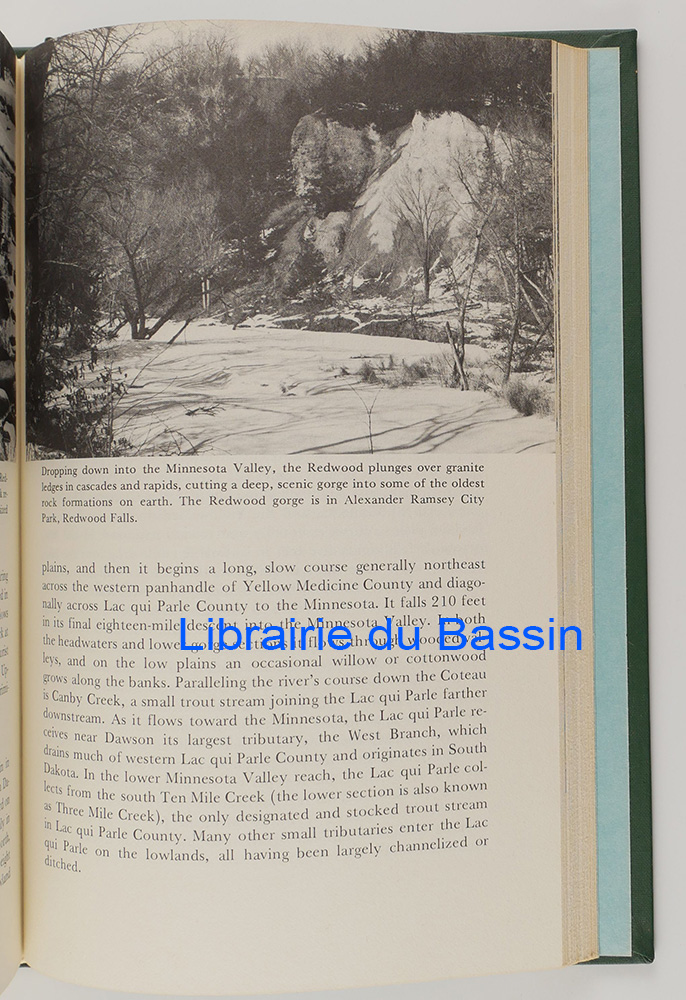 Dropping down into the Minnesota Valley, the Redwood plunges over granite
ledges in cascades and rapids, cutting a deep, scenic gorge into some of the oldest
rock formations on earth. The Redwood gorge is in Alexander Ramsey City
Park, Redwood Falls.
plains, and then it begins a long, slow course generally northeast
across the western panhandle of Yellow Medicine County and diago-
nally across Lac qui Parle County to the Minnesota. It falls 210 feet
in its final eighteen-mile descent into the Minnesota Valley. In both
the headwaters and lower gorge sections it flows through wooded val-
leys, and on the low plains an occasional willow or cottonwood
grows along the banks. Paralleling the river's course down the Coteau
is Canby Creek, a small trout stream joining the Lac qui Parle farther
downstream. As it flows toward the Minnesota, the Lac qui Parle re-
ceives near Dawson its largest tributary, the West Branch, which
drains much of western Lac qui Parle County and originates in South
Dakota. In the lower Minnesota Valley reach, the Lac qui Parle col-
lects from the south Ten Mile Creek (the lower section is also known
as Three Mile Creek), the only designated and stocked trout stream
in Lac qui Parle County. Many other small tributaries enter the Lac
qui Parle on the lowlands, all having been largely channelized or
ditched.
Librairie du Bassin